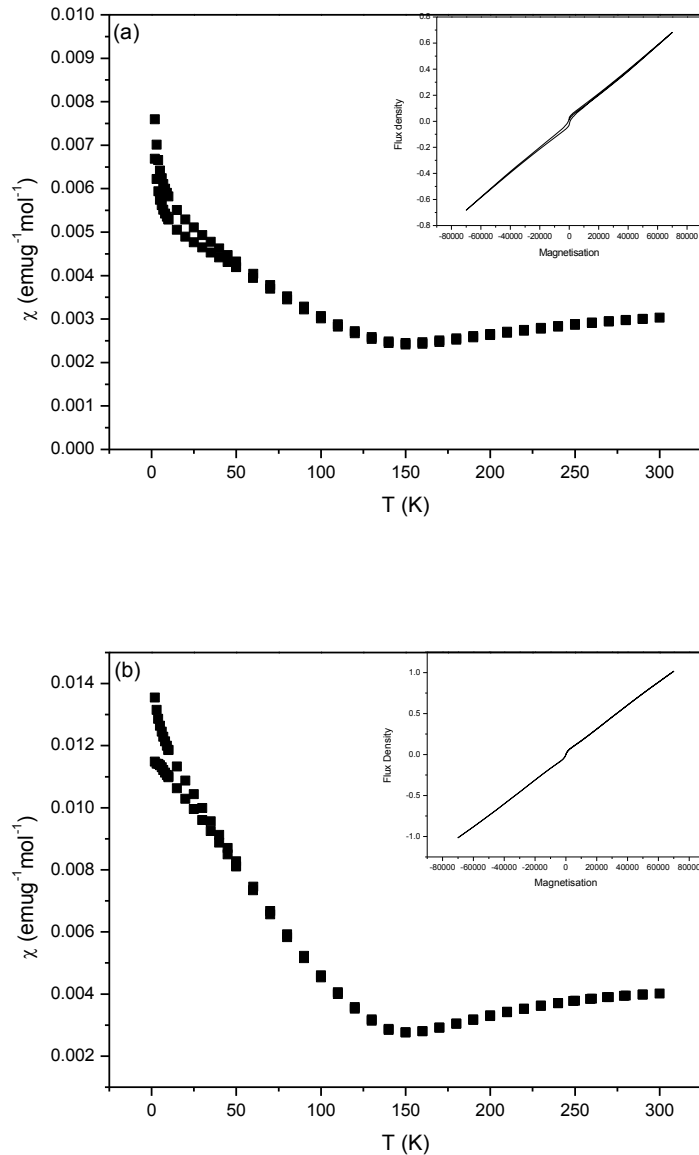 (a)
0.010
0.009
0.008
0.007
0.006
0.005
0.004
0.003
0.002
0.001
0.000
χ (emug⁻¹mol⁻¹)
0 50 100 150 200 250 300
T (K)
0.8
0.6
0.4
0.2
0.0
-0.2
-0.4
-0.6
-0.8
Flux density
-80000 -60000 -40000 -20000 0 20000 40000 60000 80000
Magnetisation
(b)
0.014
0.012
0.010
0.008
0.006
0.004
0.002
χ (emug⁻¹mol⁻¹)
0 50 100 150 200 250 300
T (K)
1.0
0.5
0.0
-0.5
-1.0
Flux Density
-80000 -60000 -40000 -20000 0 20000 40000 60000 80000
Magnetisation